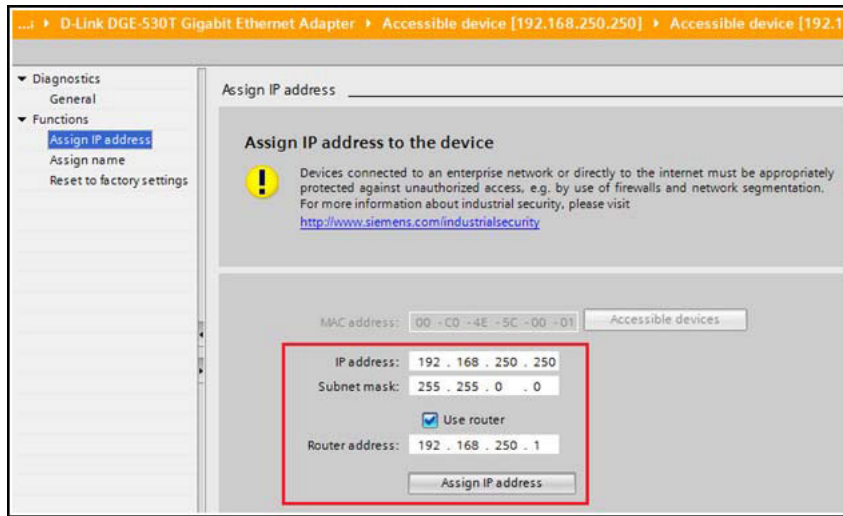 ...; ▸ D-Link DGE-530T Gigabit Ethernet Adapter ▸ Accessible device [192.168.250.250] ▸ Accessible device [192.1
Diagnostics
General
Functions
Assign IP address
Assign name
Reset to factory settings
Assign IP address
Assign IP address to the device
Devices connected to an enterprise network or directly to the internet must be appropriately
protected against unauthorized access, e.g. by use of firewalls and network segmentation.
For more information about industrial security, please visit
http://www.siemens.com/industrialsecurity
MAC address: 00 - C0 - 4E - 5C - 00 - 01 Accessible devices
IP address: 192 . 168 . 250 . 250
Subnet mask: 255 . 255 . 0 . 0
Use router
Router address: 192 . 168 . 250 . 1
Assign IP address